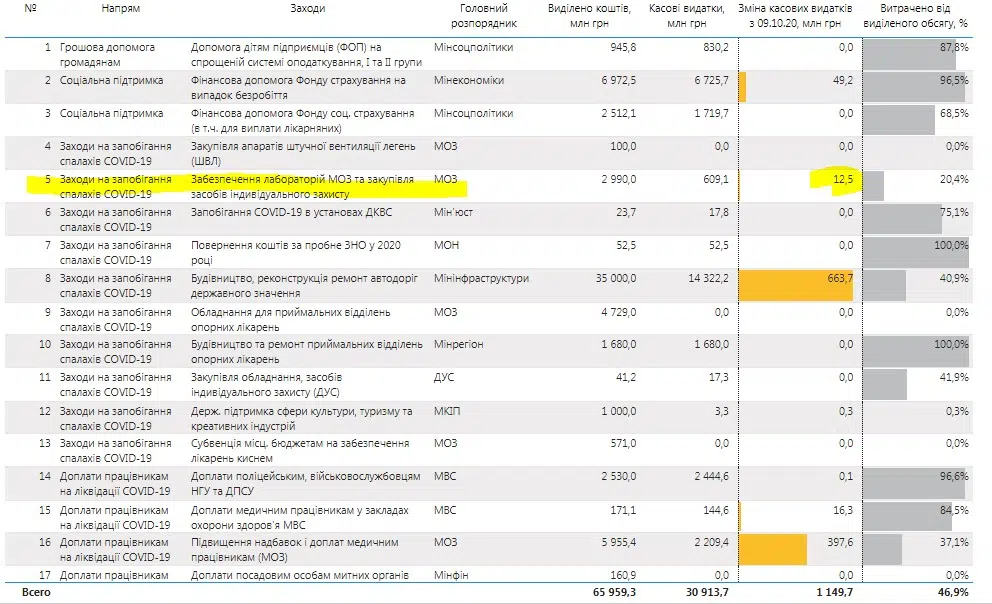 № Напрям Заходи Головний розпорядник Виділено коштів, млн грн Касові видатки, млн грн Зміна касових видатків з 09.10.20, млн грн Витрачено від виділеного обсягу, %
1 Грошова допомога Допомога дітям підприємців (ФОП) на Мінсоцполітики 945,8 830,2 0,0 87,8%
громадянам спрощеній системі оподаткування, I та II групи
2 Соціальна підтримка Фінансова допомога Фонду страхування на Мінекономіки 6 972,5 6 725,7 49,2 96,5%
випадок безробіття
3 Соціальна підтримка Фінансова допомога Фонду соц. страхування Мінсоцполітики 2 512,1 1 719,7 0,0 68,5%
(в т.ч. для виплати лікарняних)
4 Заходи на запобігання Закупівля апаратів штучної вентиляції легень МОЗ 100,0 0,0 0,0 0,0%
спалахів COVID-19 (ШВЛ)
5 Заходи на запобігання Забезпечення лабораторій МОЗ та закупівля МОЗ 2 990,0 609,1 12,5 20,4%
спалахів COVID-19 засобів індивідуального захисту
6 Заходи на запобігання Запобігання COVID-19 в установах ДКВС Мін'юст 23,7 17,8 0,0 75,1%
спалахів COVID-19
7 Заходи на запобігання Повернення коштів за пробне ЗНО у 2020 МОН 52,5 52,5 0,0 100,0%
спалахів COVID-19 році
8 Заходи на запобігання Будівництво, реконструкція ремонт автодоріг Мінінфраструктури 35 000,0 14 322,2 663,7 40,9%
спалахів COVID-19 державного значення
9 Заходи на запобігання Обладнання для приймальних відділень МОЗ 4 729,0 0,0 0,0 0,0%
спалахів COVID-19 опорних лікарень
10 Заходи на запобігання Будівництво та ремонт приймальних відділень Мінрегіон 1 680,0 1 680,0 0,0 100,0%
спалахів COVID-19 опорних лікарень
11 Заходи на запобігання Закупівля обладнання, засобів ДУС 41,2 17,3 0,0 41,9%
спалахів COVID-19 індивідуального захисту (ДУС)
12 Заходи на запобігання Держ. підтримка сфери культури, туризму та МКІП 1 000,0 3,3 0,3 0,3%
спалахів COVID-19 креативних індустрій
13 Заходи на запобігання Субвенція місц. бюджетам на забезпечення МОЗ 571,0 0,0 0,0 0,0%
спалахів COVID-19 лікарень киснем
14 Доплати працівникам Доплати поліцейським, військовослужбовцям МВС 2 530,0 2 444,6 0,1 96,6%
на ліквідації COVID-19 НГУ та ДПСУ
15 Доплати працівникам Доплати медичним працівникам у закладах МВС 171,1 144,6 16,3 84,5%
на ліквідації COVID-19 охорони здоров'я МВС
16 Доплати працівникам Підвищення надбавок і доплат медичним МОЗ 5 955,4 2 209,4 397,6 37,1%
на ліквідації COVID-19 працівникам (МОЗ)
17 Доплати працівникам Доплати посадовим особам митних органів Мінфін 160,9 0,0 0,0 0,0%
Всего 65 959,3 30 913,7 1 149,7 46,9%